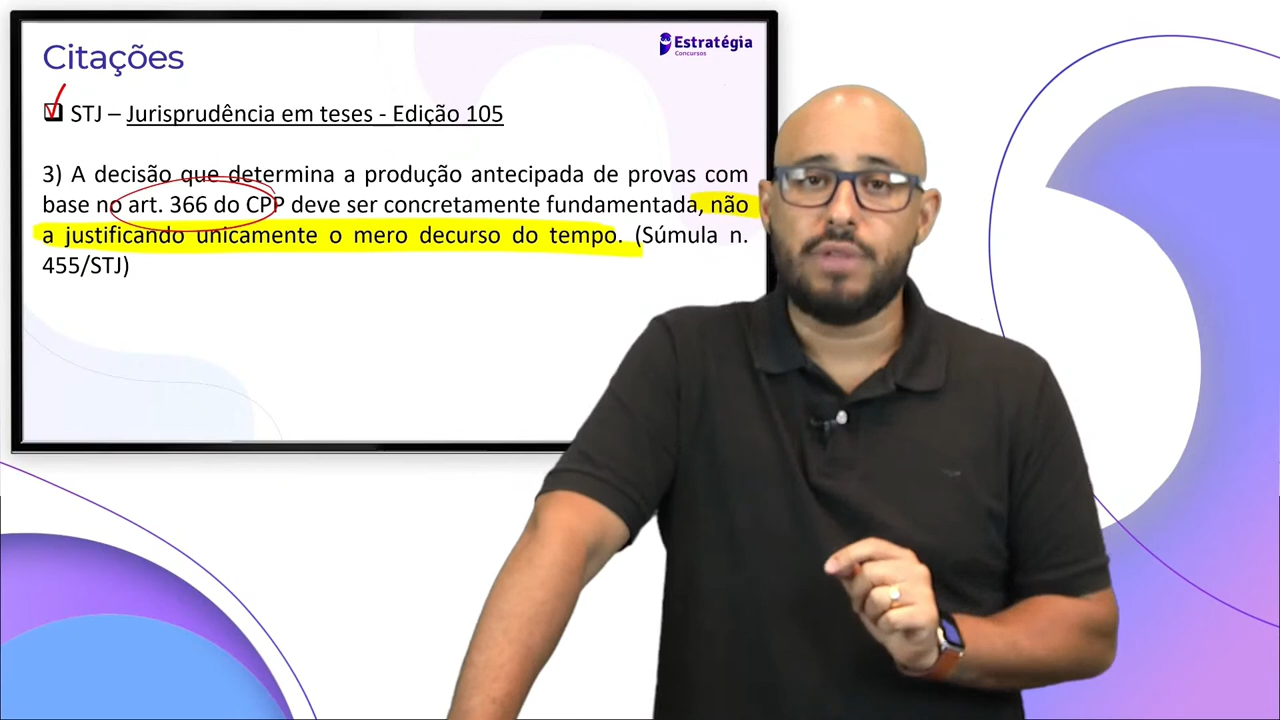 Citações
Estratégia
Concursos
STJ – Jurisprudência em teses - Edição 105
3) A decisão que determina a produção antecipada de provas com
base no art. 366 do CPP deve ser concretamente fundamentada, não
a justificando unicamente o mero decurso do tempo. (Súmula n.
455/STJ)